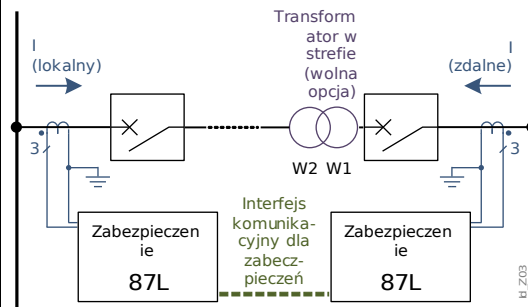 Transform
ator w
strefie
(wolna
opcja)
I
(lokalny)
I
(zdalne)
3
3
W2 W1
Interfejs
komunika-
cyjny dla
zabecz-
pieczeń
Zabezpieczen
ie
87L
Zabezpieczen
ie
87L
ld_Z03